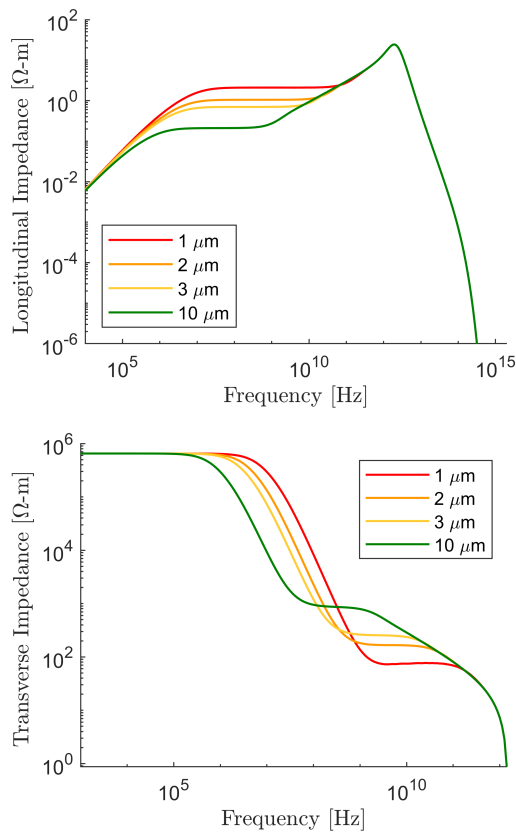 10^2
10^0
10^-2
10^-4
10^-6
Longitudinal Impedance [Ω-m]
1 μm
2 μm
3 μm
10 μm
10^5
10^10
10^15
Frequency [Hz]
10^6
10^4
10^2
10^0
Transverse Impedance [Ω-m]
1 μm
2 μm
3 μm
10 μm
10^5
10^10
Frequency [Hz]